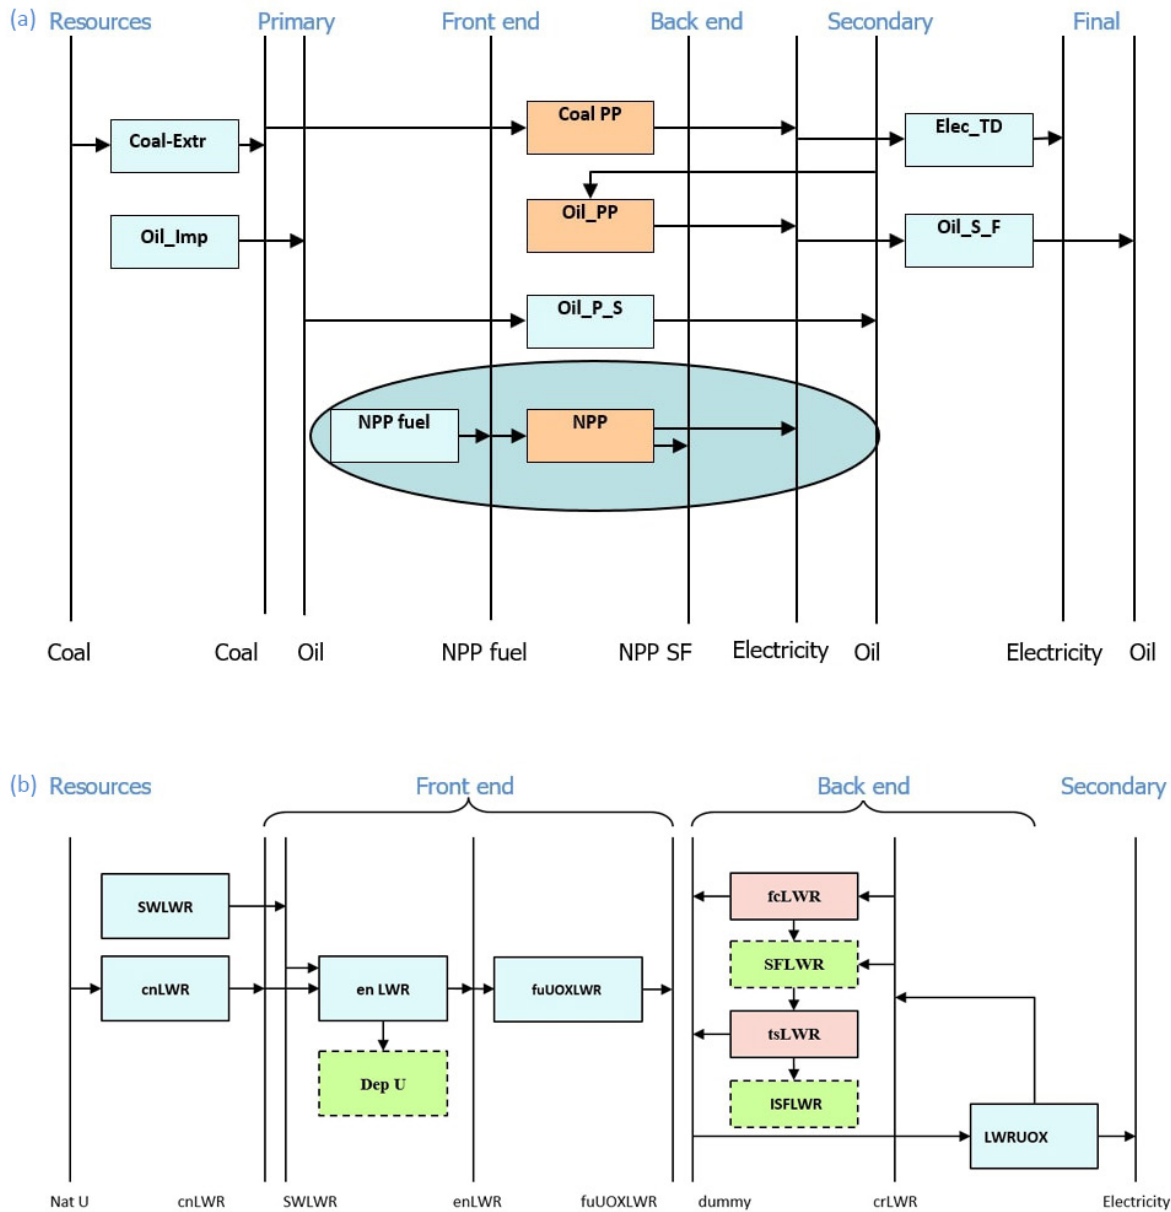 (a) Resources Primary Front end Back end Secondary Final
Coal PP
Elec_TD
Coal-Extr
Oil_PP
Oil_S_F
Oil_Imp
Oil_P_S
NPP fuel NPP
Coal Coal Oil NPP fuel NPP SF Electricity Oil Electricity Oil
(b) Resources Front end Back end Secondary
fcLWR
SWLWR
SFLWR
cnLWR en LWR fuUOXLWR
tsLWR
Dep U
ISFLWR
LWRUOX
Nat U cnLWR SWLWR enLWR fuUOXLWR dummy crLWR Electricity